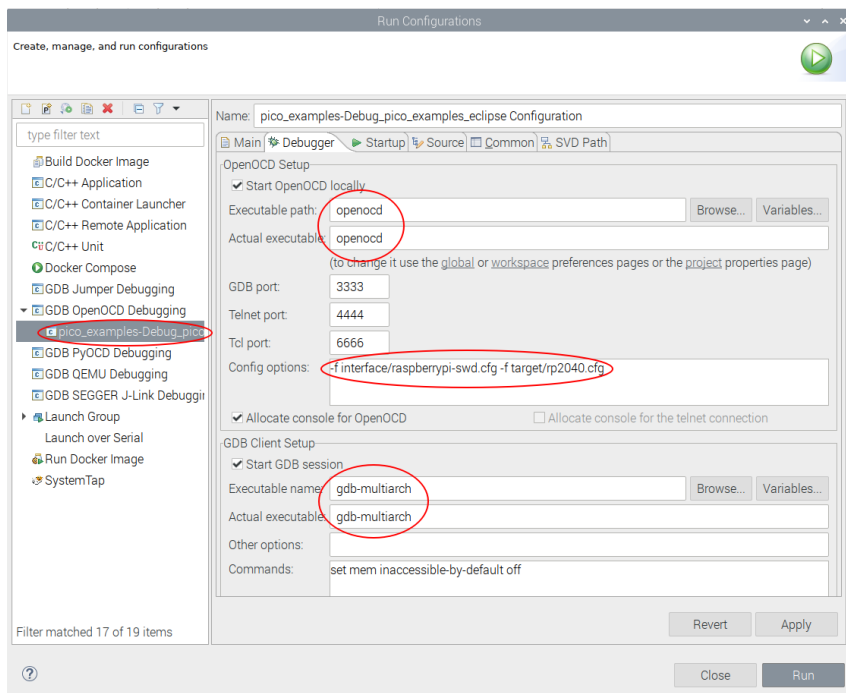 Run Configurations
Create, manage, and run configurations
type filter text
Build Docker Image
C/C++ Application
C/C++ Container Launcher
C/C++ Remote Application
C/C++ Unit
Docker Compose
GDB Jumper Debugging
GDB OpenOCD Debugging
pico_examples-Debug_pico
GDB PyOCD Debugging
GDB QEMU Debugging
GDB SEGGER J-Link Debuggin
Launch Group
Launch over Serial
Run Docker Image
SystemTap
Filter matched 17 of 19 items
Name: pico_examples-Debug_pico_examples_eclipse Configuration
Main Debugger Startup Source Common SVD Path
OpenOCD Setup
Start OpenOCD locally
Executable path: openocd Browse... Variables...
Actual executable: openocd
(to change it use the global or workspace preferences pages or the project properties page)
GDB port: 3333
Telnet port: 4444
Tcl port: 6666
Config options: -f interface/raspberrypi-swd.cfg -f target/rp2040.cfg
Allocate console for OpenOCD Allocate console for the telnet connection
GDB Client Setup
Start GDB session
Executable name: gdb-multiarch Browse... Variables...
Actual executable: gdb-multiarch
Other options:
Commands: set mem inaccessible-by-default off
Revert Apply
Close Run